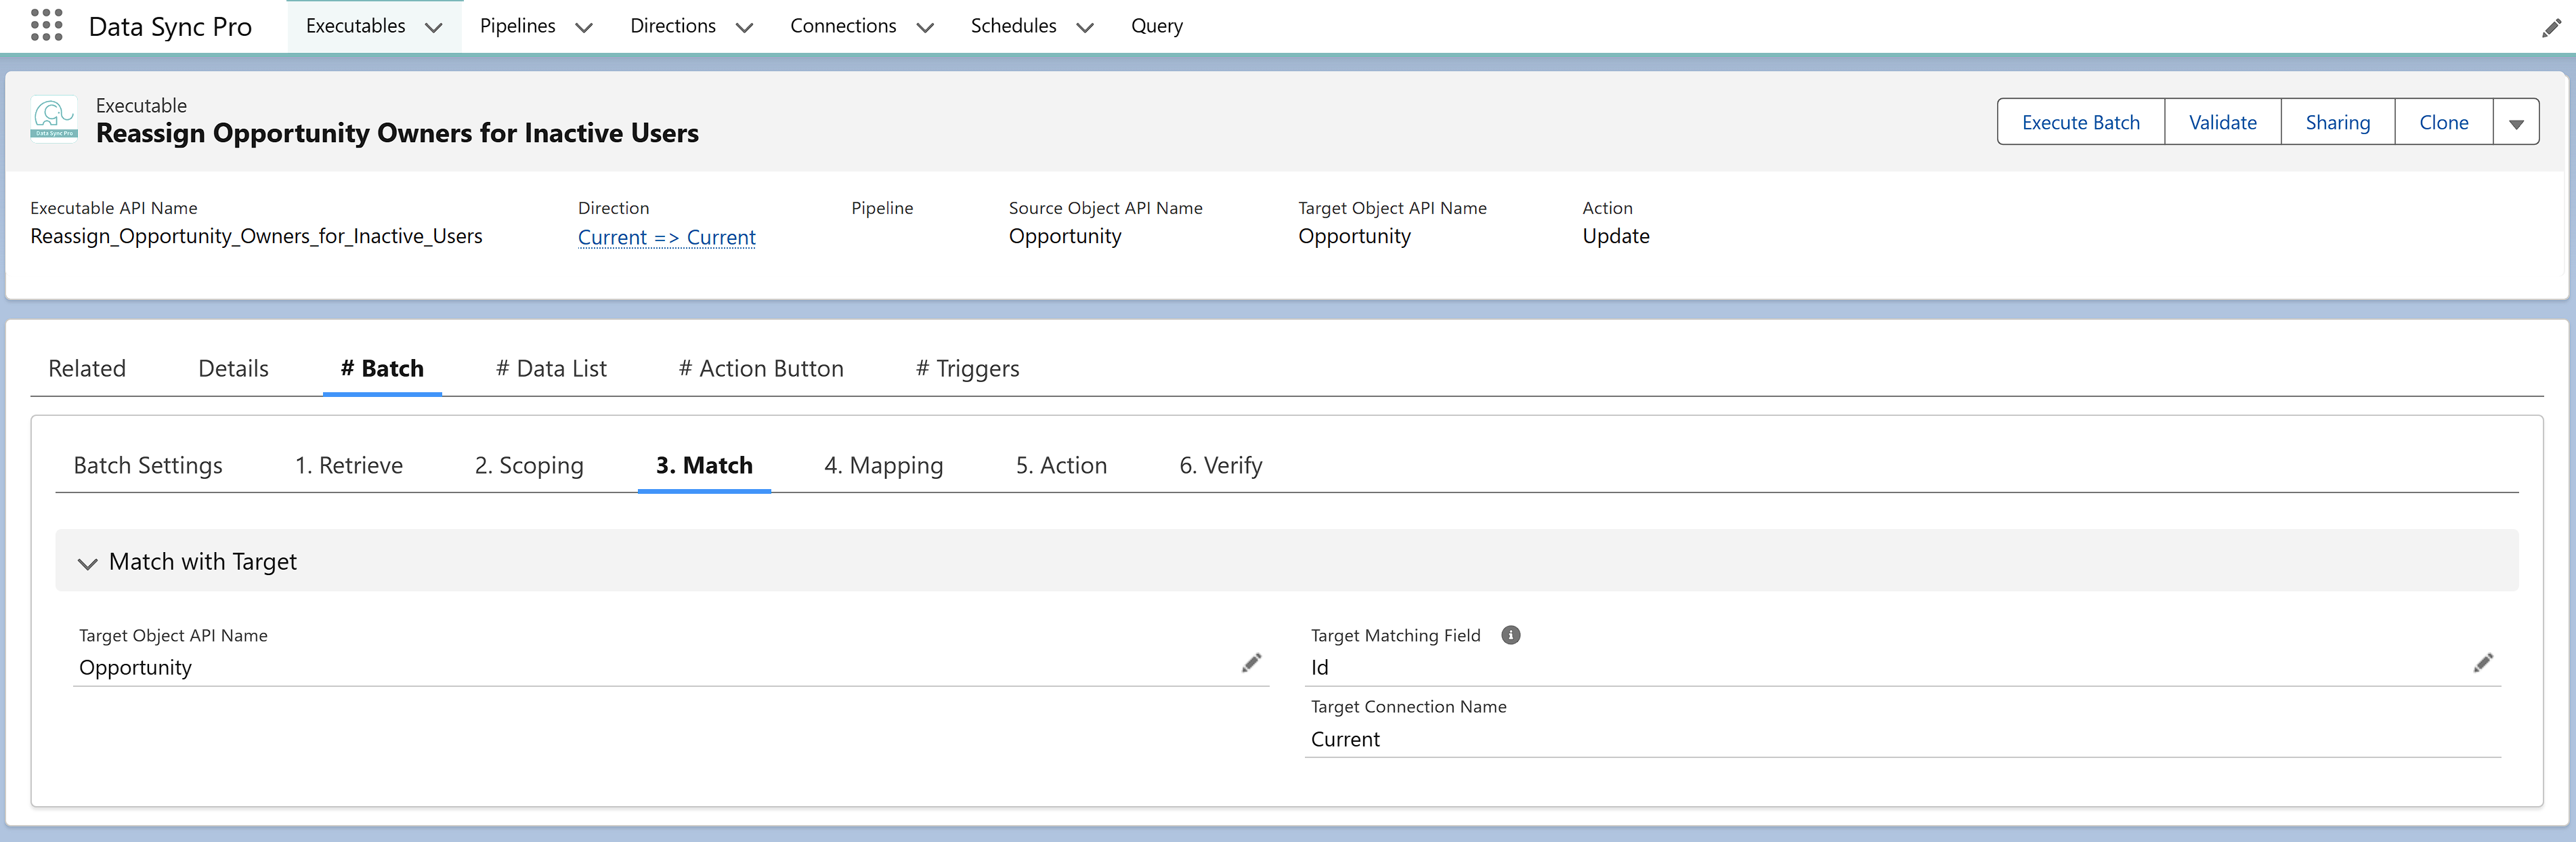 Data Sync Pro Executables Pipelines Directions Connections Schedules Query
Data Sync Pro
Executable
Reassign Opportunity Owners for Inactive Users
Execute Batch Validate Sharing Clone
Executable API Name Direction Pipeline Source Object API Name Target Object API Name Action
Reassign_Opportunity_Owners_for_Inactive_Users Current => Current Opportunity Opportunity Update
Related Details # Batch # Data List # Action Button # Triggers
Batch Settings 1. Retrieve 2. Scoping 3. Match 4. Mapping 5. Action 6. Verify
Match with Target
Target Object API Name Target Matching Field
Opportunity Id
Target Connection Name
Current